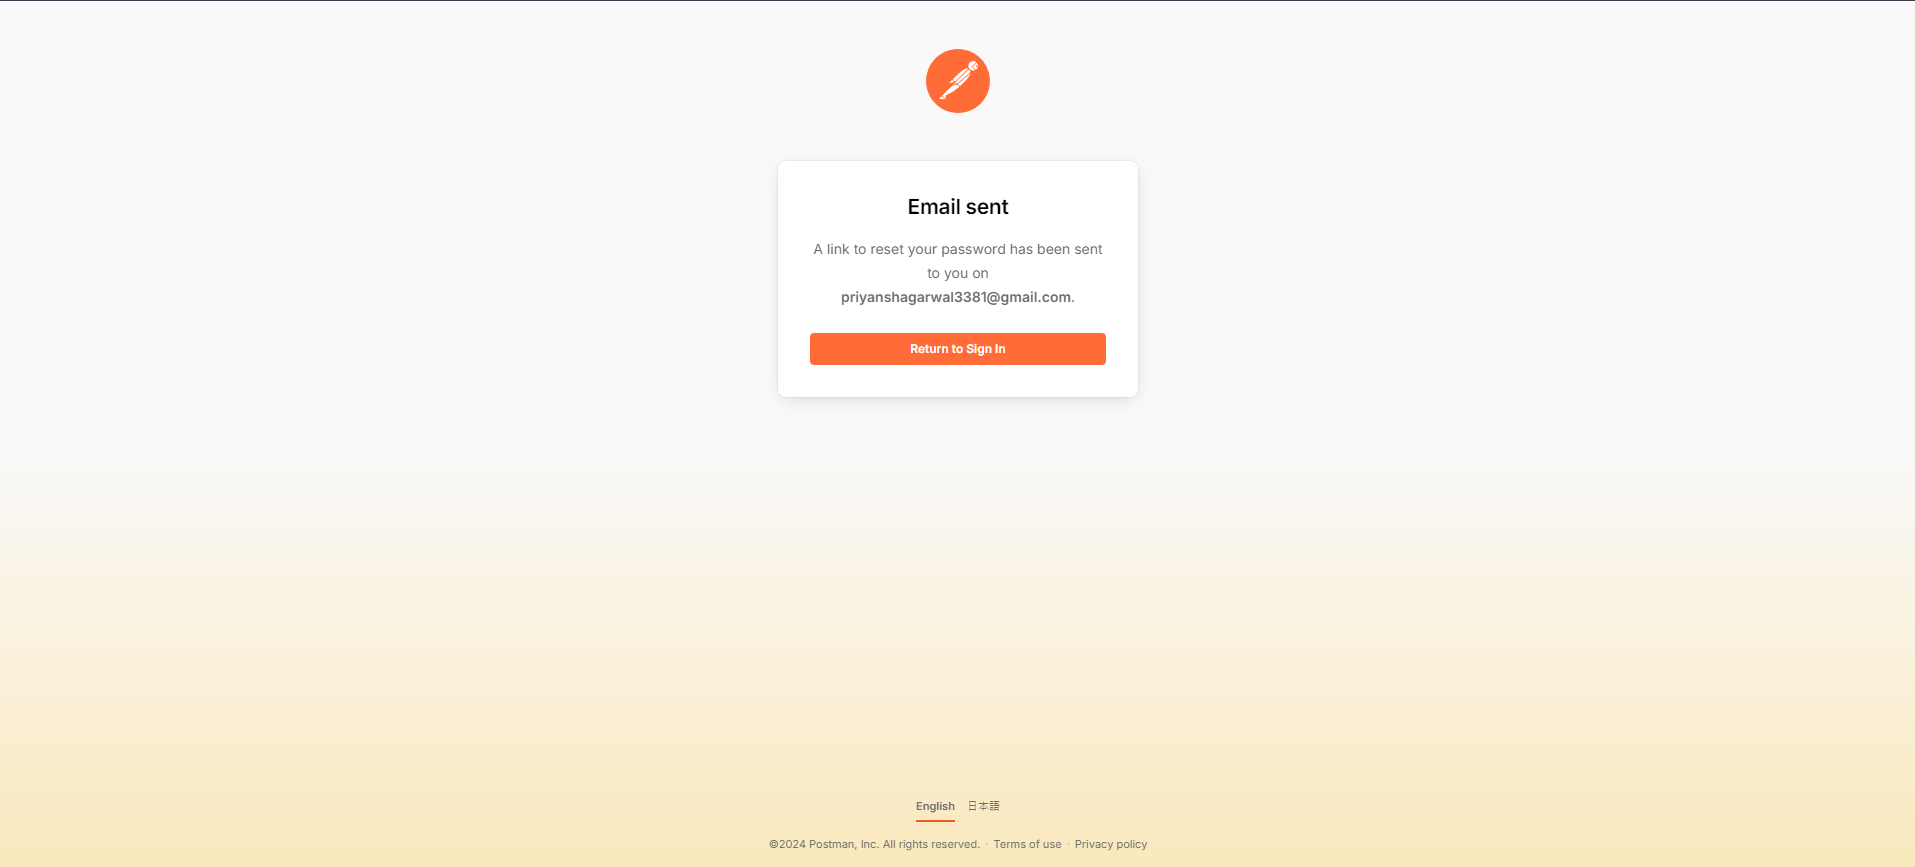 Email sent
A link to reset your password has been sent
to you on
priyanshagarwal3381@gmail.com.
Return to Sign In
English 日本語
©2024 Postman, Inc. All rights reserved. · Terms of use · Privacy policy